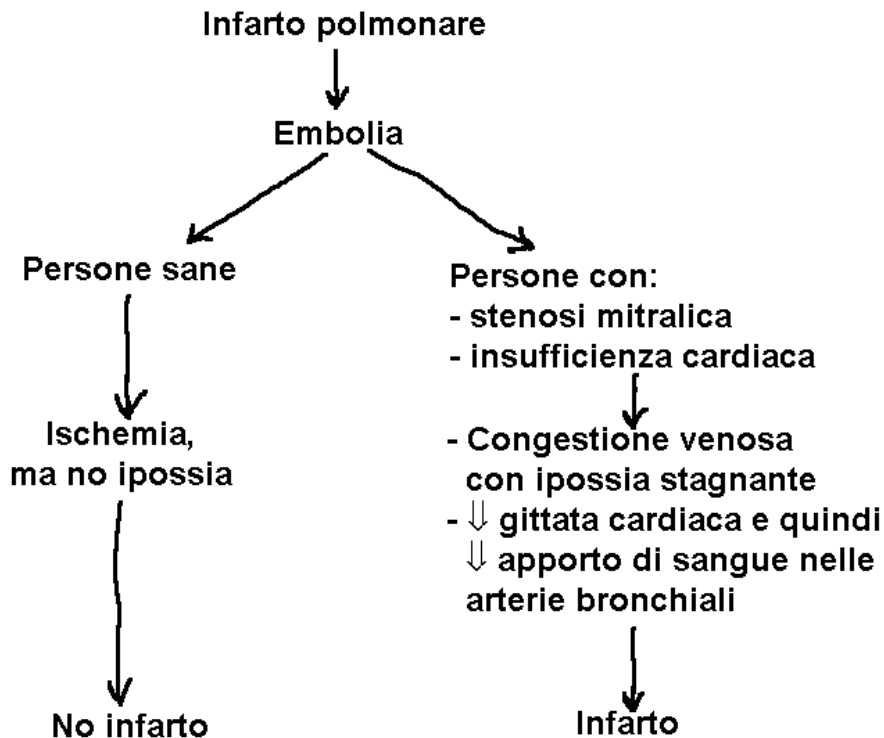 Infarto polmonare
Embolia
Persone sane
Ischemia,
ma no ipossia
No infarto
Persone con:
- stenosi mitralica
- insufficienza cardiaca
- Congestione venosa
con ipossia stagnante
- ⇓ gittata cardiaca e quindi
⇓ apporto di sangue nelle
arterie bronchiali
Infarto